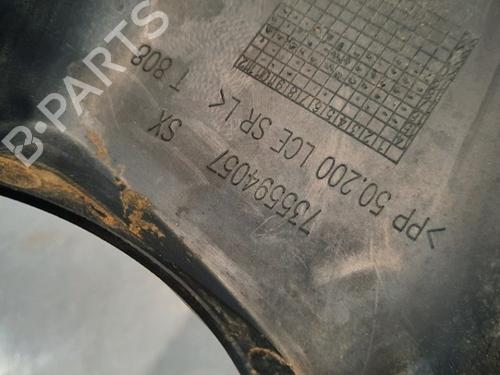 B-PARTS
>PP 50.200 LCE SR L< T 808
735594057 SX